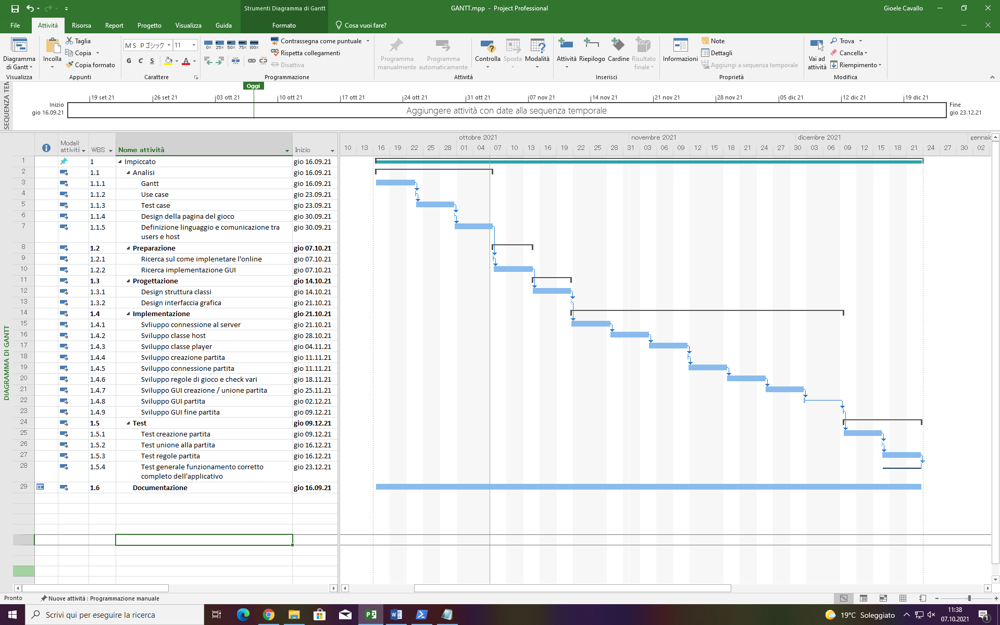 Strumenti Diagramma di Gantt
GANTT.mpp - Project Professional
Gioele Cavallo
File
Attività
Risorsa
Report
Progetto
Visualizza
Guida
Formato
Cosa vuoi fare?
Diagramma di Gantt
Visualizza
Incolla
Taglia
Copia
Copia formato
Appunti
MS Pゴシック
11
G C S
A
Carattere
0% 25% 50% 75% 100%
Contrassegna come puntuale
Rispetta collegamenti
Disattiva
Programmazione
Programma manualmente
Programma automaticamente
Controlla
Sposta
Modalità
Attività
Attività
Riepilogo
Cardine
Risultato finale
Inserisci
Informazioni
Note
Dettagli
Aggiungi a sequenza temporale
Proprietà
Vai ad attività
Trova
Cancella
Riempimento
Modifica
SEQUENZA TEM
Oggi
19 set 21
26 set 21
03 ott 21
10 ott 21
17 ott 21
24 ott 21
31 ott 21
07 nov 21
14 nov 21
21 nov 21
28 nov 21
05 dic 21
12 dic 21
19 dic 21
Inizio
gio 16.09.21
Aggiungere attività con date alla sequenza temporale
Fine
gio 23.12.21
DIAGRAMMA DI GANTT
Modali attività
WBS
Nome attività
Inizio
ottobre 2021
novembre 2021
dicembre 2021
gennaio
10 13 16 19 22 25 28 01 04 07 10 13 16 19 22 25 28 31 03 06 09 12 15 18 21 24 27 30 03 06 09 12 15 18 21 24 27 30 02
1 1 Impiccato gio 16.09.21
2 1.1 Analisi gio 16.09.21
3 1.1.1 Gantt gio 16.09.21
4 1.1.2 Use case gio 23.09.21
5 1.1.3 Test case gio 23.09.21
6 1.1.4 Design della pagina del gioco gio 30.09.21
7 1.1.5 Definizione linguaggio e comunicazione tra gio 30.09.21
users e host
8 1.2 Preparazione gio 07.10.21
9 1.2.1 Ricerca sul come implenetare l'online gio 07.10.21
10 1.2.2 Ricerca implementazione GUI gio 07.10.21
11 1.3 Progettazione gio 14.10.21
12 1.3.1 Design struttura classi gio 14.10.21
13 1.3.2 Design interfaccia grafica gio 21.10.21
14 1.4 Implementazione gio 21.10.21
15 1.4.1 Svliuppo connessione al server gio 21.10.21
16 1.4.2 Sviluppo classe host gio 28.10.21
17 1.4.3 Sviluppo classe player gio 04.11.21
18 1.4.4 Sviluppo creazione partita gio 11.11.21
19 1.4.5 Sviluppo connessione partita gio 11.11.21
20 1.4.6 Sviluppo regole di gioco e check vari gio 18.11.21
21 1.4.7 Sviluppo GUI creazione / unione partita gio 25.11.21
22 1.4.8 Sviluppo GUI partita gio 02.12.21
23 1.4.9 Sviluppo GUI fine partita gio 09.12.21
24 1.5 Test gio 09.12.21
25 1.5.1 Test creazione partita gio 09.12.21
26 1.5.2 Test unione alla partita gio 16.12.21
27 1.5.3 Test regole partita gio 16.12.21
28 1.5.4 Test generale funzionamento corretto gio 23.12.21
completo dell'applicativo
29 1.6 Documentazione gio 16.09.21
Pronto
Nuove attività : Programmazione manuale
Scrivi qui per eseguire la ricerca
19°C Soleggiato
11:38
07.10.2021
1